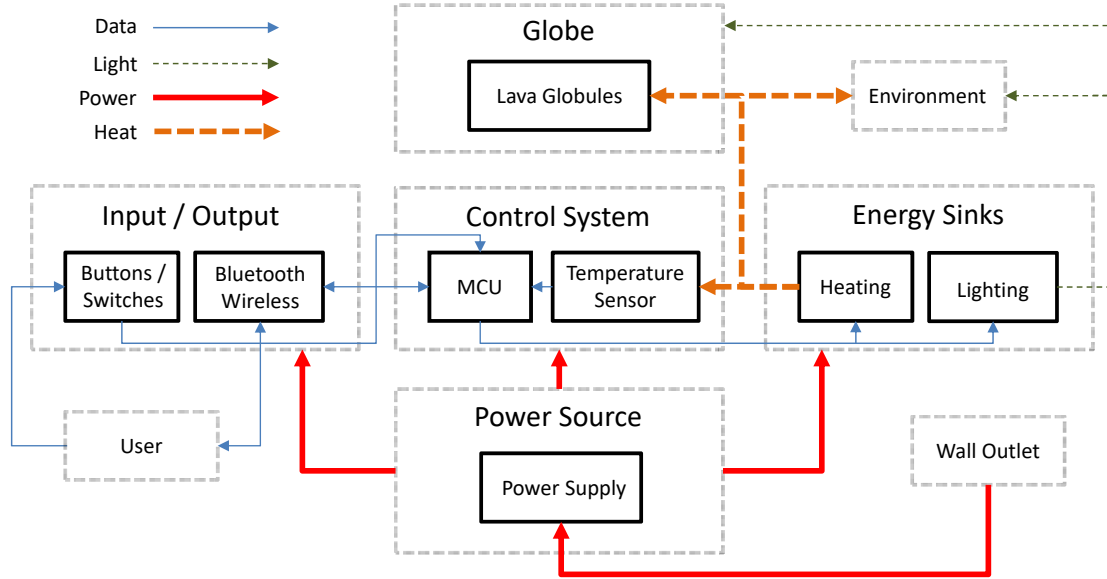 Data
Light
Power
Heat
Globe
Lava Globules
Environment
Input / Output
Buttons /
Switches
Bluetooth
Wireless
Control System
MCU
Temperature
Sensor
Energy Sinks
Heating
Lighting
User
Power Source
Power Supply
Wall Outlet